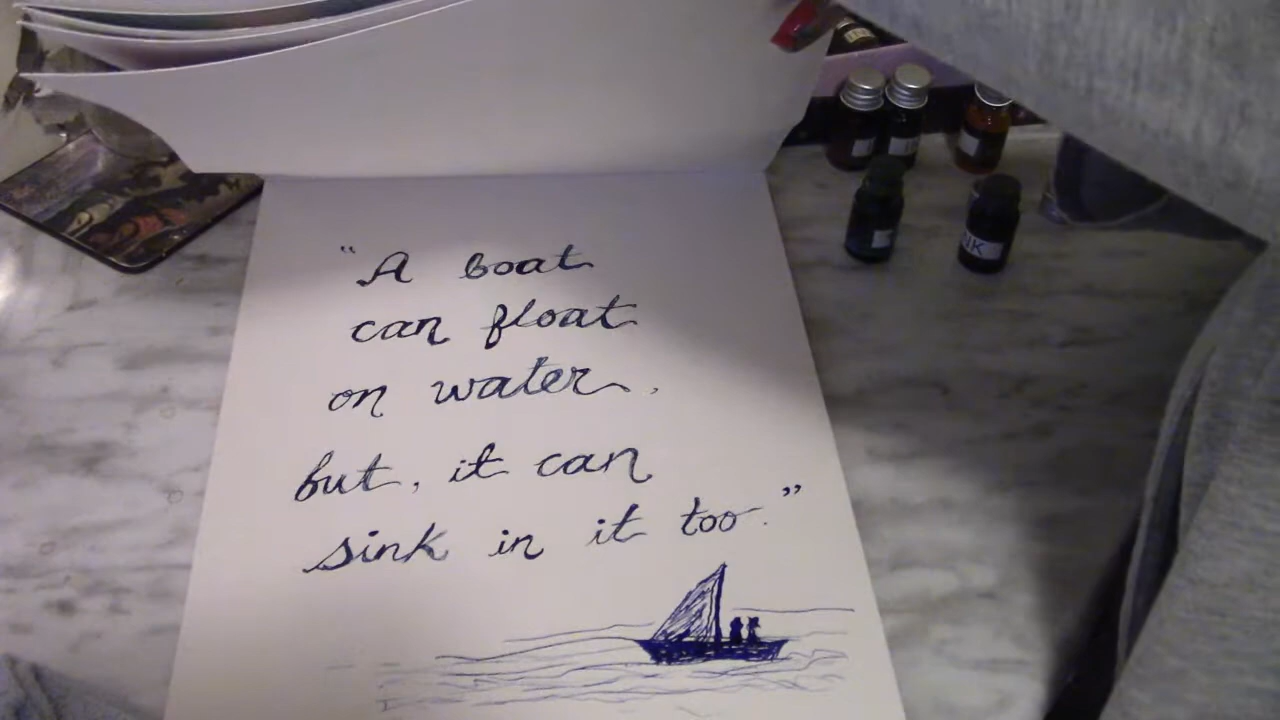 "A boat
can float
on water,
but, it can
sink in it too."